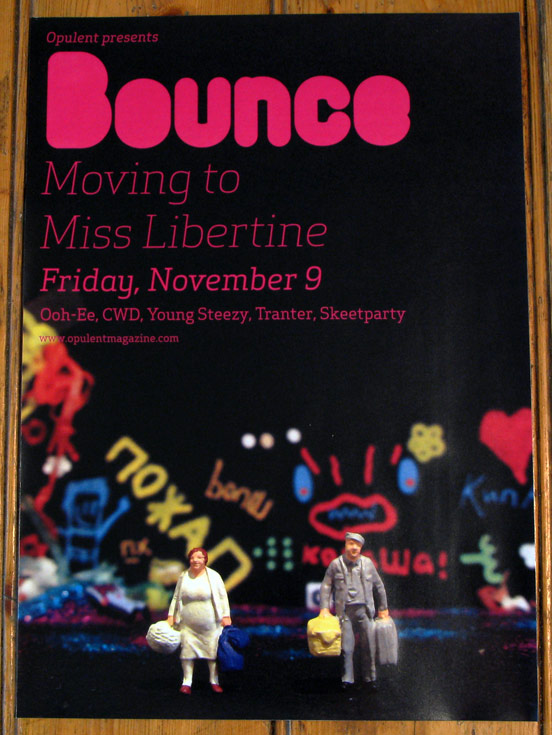 Opulent presents
Bounce
Moving to
Miss Libertine
Friday, November 9
Ooh-Ee, CWD, Young Steezy, Tranter, Skeetparty
www.opulentmagazine.com
ПОЖАР